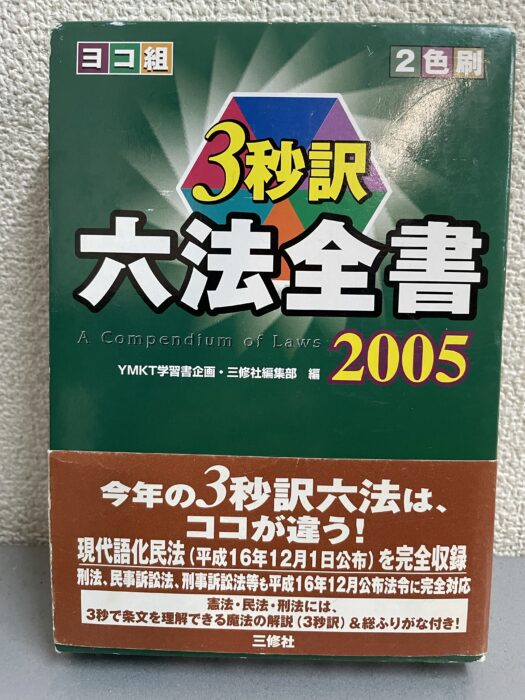 ヨコ組
2色刷
3秒訳
六法全書
A Compendium of Laws
2005
YMKT学習書企画・三修社編集部 編
今年の3秒訳六法は、
ココが違う!
現代語化民法(平成16年12月1日公布)を完全収録
刑法、民事訴訟法、刑事訴訟法等も平成16年12月公布法令に完全対応
憲法・民法・刑法には、
3秒で条文を理解できる魔法の解説(3秒訳)&総ふりがな付き!
三修社